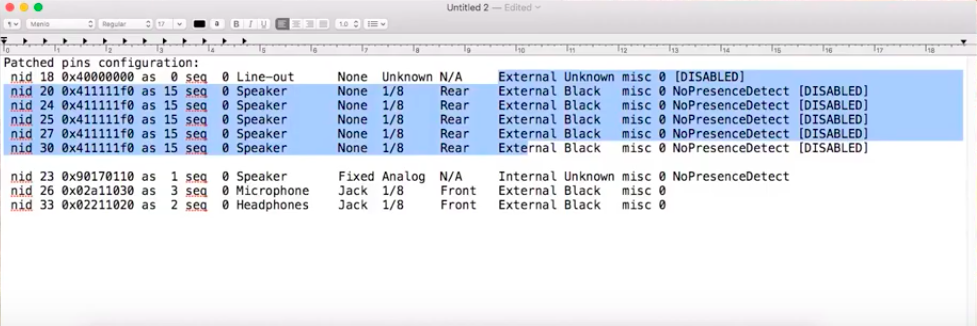 Untitled 2 — Edited
¶ Menlo Regular 17 a B I U 1.0
0 1 2 3 4 5 6 7 8 9 10 11 12 13 14 15 16 17 18
Patched pins configuration:
nid 18 0x40000000 as 0 seq 0 Line-out None Unknown N/A External Unknown misc 0 [DISABLED]
nid 20 0x411111f0 as 15 seq 0 Speaker None 1/8 Rear External Black misc 0 NoPresenceDetect [DISABLED]
nid 24 0x411111f0 as 15 seq 0 Speaker None 1/8 Rear External Black misc 0 NoPresenceDetect [DISABLED]
nid 25 0x411111f0 as 15 seq 0 Speaker None 1/8 Rear External Black misc 0 NoPresenceDetect [DISABLED]
nid 27 0x411111f0 as 15 seq 0 Speaker None 1/8 Rear External Black misc 0 NoPresenceDetect [DISABLED]
nid 30 0x411111f0 as 15 seq 0 Speaker None 1/8 Rear External Black misc 0 NoPresenceDetect [DISABLED]
nid 23 0x90170110 as 1 seq 0 Speaker Fixed Analog N/A Internal Unknown misc 0 NoPresenceDetect
nid 26 0x02a11030 as 3 seq 0 Microphone Jack 1/8 Front External Black misc 0
nid 33 0x02211020 as 2 seq 0 Headphones Jack 1/8 Front External Black misc 0